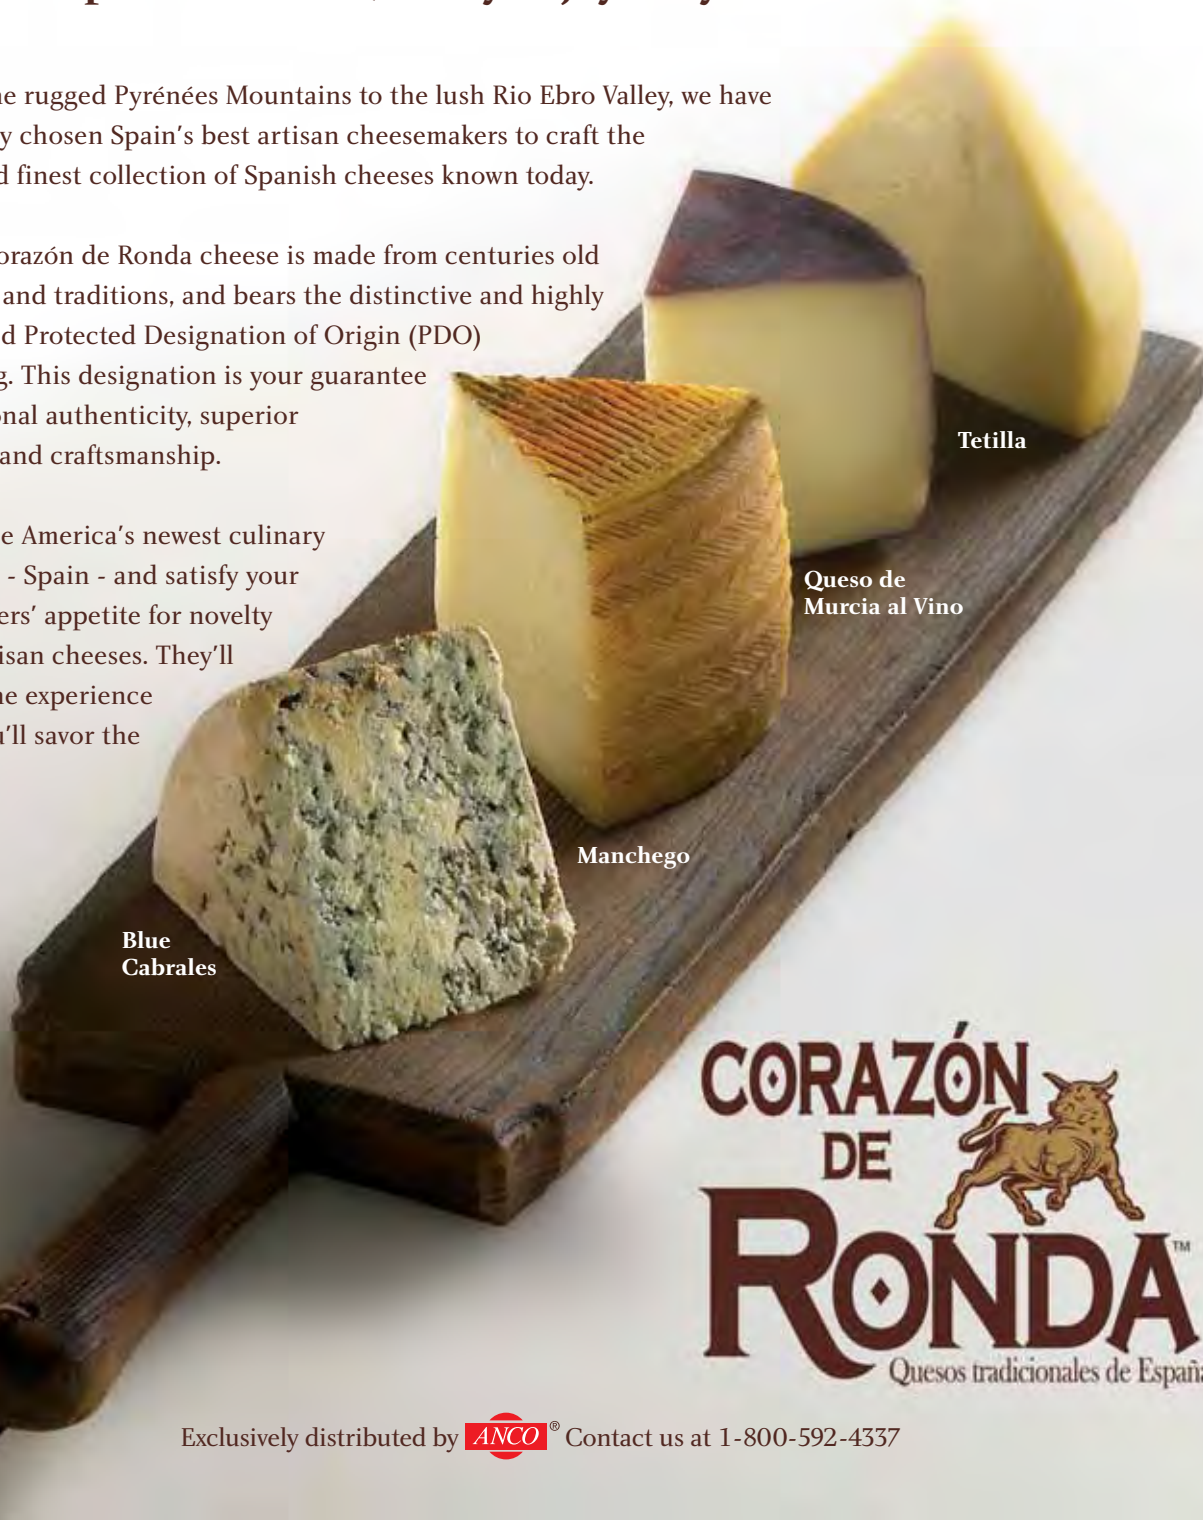 e rugged Pyrénées Mountains to the lush Rio Ebro Valley, we have
y chosen Spain's best artisan cheesemakers to craft the
d finest collection of Spanish cheeses known today.
orazón de Ronda cheese is made from centuries old
and traditions, and bears the distinctive and highly
d Protected Designation of Origin (PDO)
g. This designation is your guarantee
onal authenticity, superior
and craftsmanship.
e America's newest culinary
- Spain - and satisfy your
ers' appetite for novelty
isan cheeses. They'll
ne experience
u'll savor the
Tetilla
Queso de
Murcia al Vino
Manchego
Blue
Cabrales
CORAZÓN
DE
RONDA™
Quesos tradicionales de España
Exclusively distributed by ANCO® Contact us at 1-800-592-4337